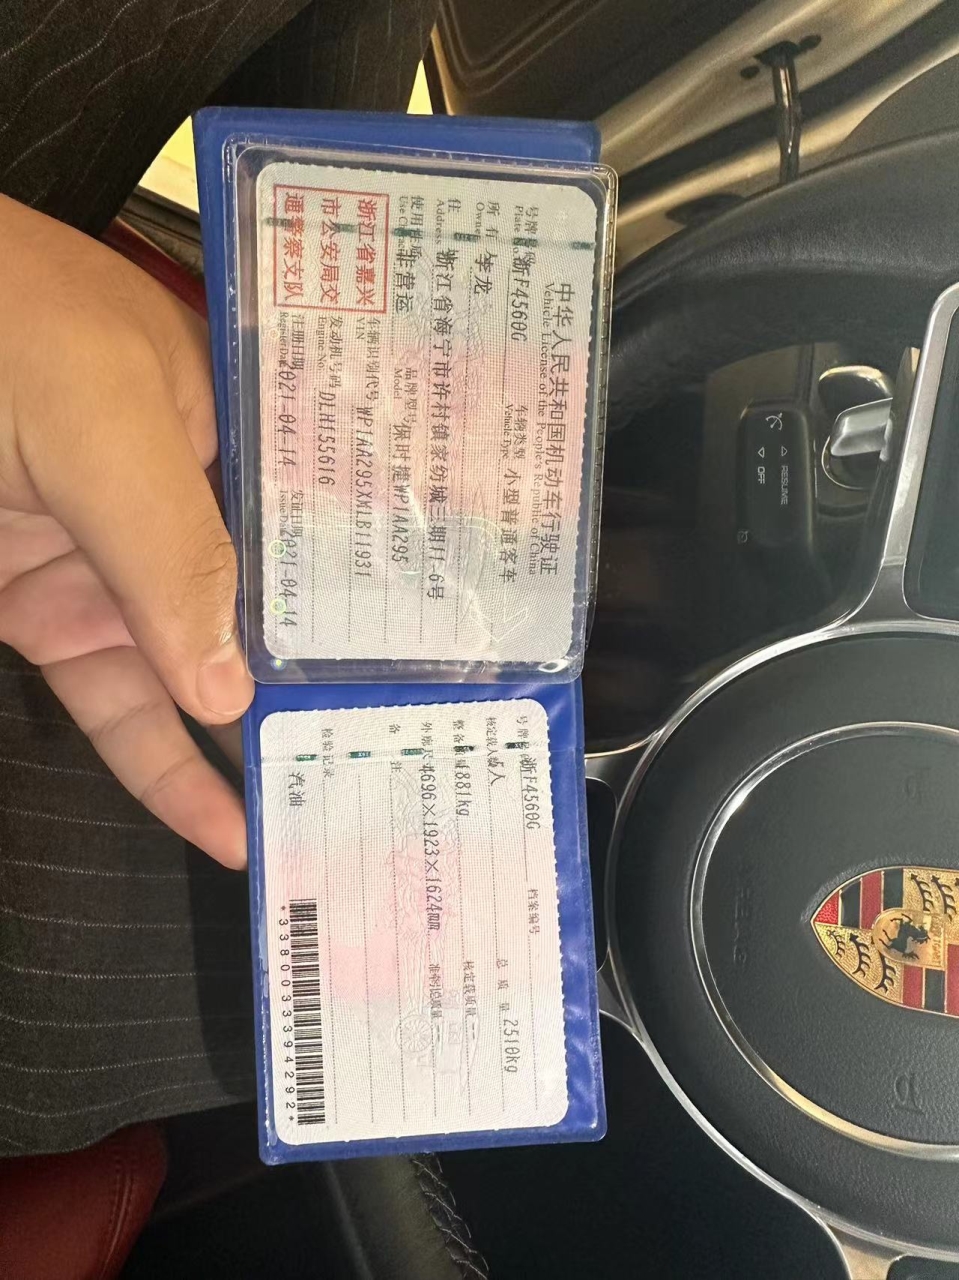 中华人民共和国机动车行驶证
Vehicle License of the People's Republic of China
号牌号码 浙F4560G 车辆类型 小型普通客车
Plate No. Vehicle Type
所有人 李龙
Owner
住址 浙江省海宁市许村镇家纺城三期11-6号
Address
使用性质 非营运 品牌型号 保时捷WP1AA295
Use Character Model
浙江省嘉兴
市公安局交
通警察支队
车辆识别代号 WP1AA295XMLB11931
VIN
发动机号码 DLH155616
Engine No.
注册日期 2021-04-14 发证日期 2021-04-14
Register Date Issue Date
号牌号码 浙F4560G 档案编号
核定载人数 5人 总质量 2510kg
整备质量 1881kg 核定载质量 --
外廓尺寸 4696×1923×1624mm 准牵引总质量 --
备注
检验记录
汽油
*3380033394292*
RESUME
OFF